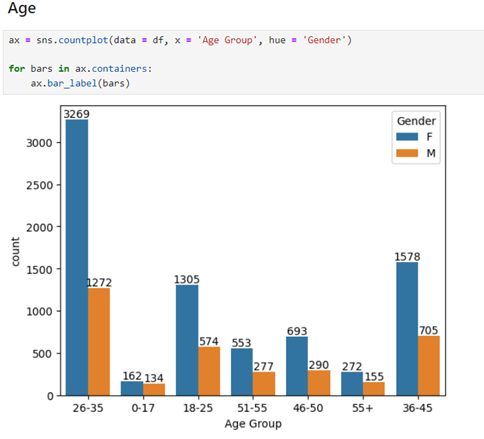 Age
ax = sns.countplot(data = df, x = 'Age Group', hue = 'Gender')
for bars in ax.containers:
    ax.bar_label(bars)
Gender
F
M
3269
1272
162
134
1305
574
553
277
693
290
272
155
1578
705
3000
2500
2000
1500
1000
500
0
count
26-35 0-17 18-25 51-55 46-50 55+ 36-45
Age Group